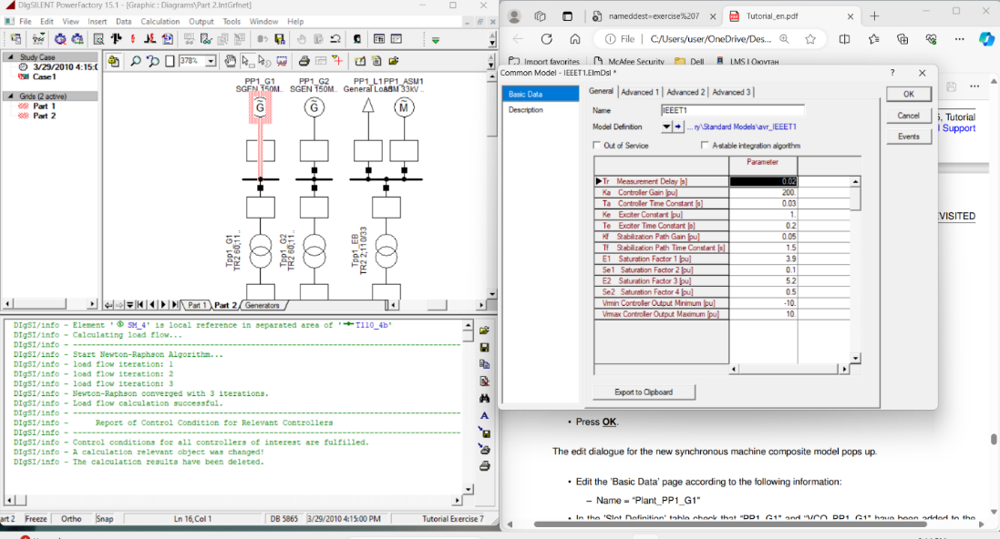 DIgSILENT PowerFactory 15.1 - [Graphic : Diagrams\Part 2.IntGrfnet]
File Edit View Insert Data Calculation Output Tools Window Help
378%
Study Case
3/29/2010 4:15:0
Case1
Grids (2 active)
Part 1
Part 2
PP1_G1
SGEN 150M..
PP1_G2
SGEN 150M..
PP1_L1
General Load
PP1_ASM1
ASM 33kV ..
G
G
M
Tpp1_G1
TR2 60;11..
Tpp1_G2
TR2 60;11..
Tpp1_EB
TR2 2;110/33
Part 1 Part 2 Generators
DIgSI/info - Element ' SM_4' is local reference in separated area of ' T110_4b'
DIgSI/info - Calculating load flow...
DIgSI/info - ----------------------------------------
DIgSI/info - Start Newton-Raphson Algorithm...
DIgSI/info - load flow iteration: 1
DIgSI/info - load flow iteration: 2
DIgSI/info - load flow iteration: 3
DIgSI/info - Newton-Raphson converged with 3 iterations.
DIgSI/info - Load flow calculation successful.
DIgSI/info - ----------------------------------------
DIgSI/info - Report of Control Condition for Relevant Controllers
DIgSI/info - ----------------------------------------
DIgSI/info - Control conditions for all controllers of interest are fulfilled.
DIgSI/info - A calculation relevant object was changed!
DIgSI/info - The calculation results have been deleted.
art 2 Freeze Ortho Snap Ln 16,Col 1 DB 5865 3/29/2010 4:15:00 PM Tutorial Exercise 7
nameddest=exercise%207
Tutorial_en.pdf
File C:/Users/user/OneDrive/Des...
Import favorites McAfee Security Dell LMS | Oguzhan
Common Model - IEEET1.ElmDsl *
Basic Data
Description
General Advanced 1 Advanced 2 Advanced 3
Name IEEET1
Model Definition ... ry\Standard Models\avr_IEEET1
Out of Service A-stable integration algorithm
Parameter
Tr Measurement Delay [s] 0.02
Ka Controller Gain [pu] 200.
Ta Controller Time Constant [s] 0.03
Ke Exciter Constant [pu] 1.
Te Exciter Time Constant [s] 0.2
Kf Stabilization Path Gain [pu] 0.05
Tf Stabilization Path Time Constant [s] 1.5
E1 Saturation Factor 1 [pu] 3.9
Se1 Saturation Factor 2 [pu] 0.1
E2 Saturation Factor 3 [pu] 5.2
Se2 Saturation Factor 4 [pu] 0.5
Vmin Controller Output Minimum [pu] -10.
Vmax Controller Output Maximum [pu] 10.
Export to Clipboard
OK
Cancel
Events
, Tutorial
Support
VISITED
• Press OK.
The edit dialogue for the new synchronous machine composite model pops up.
• Edit the 'Basic Data' page according to the following information:
– Name = "Plant_PP1_G1"
• In the 'Slot Definition' table check that "PP1_G1" and "VCO_PP1_G1" have been added to the